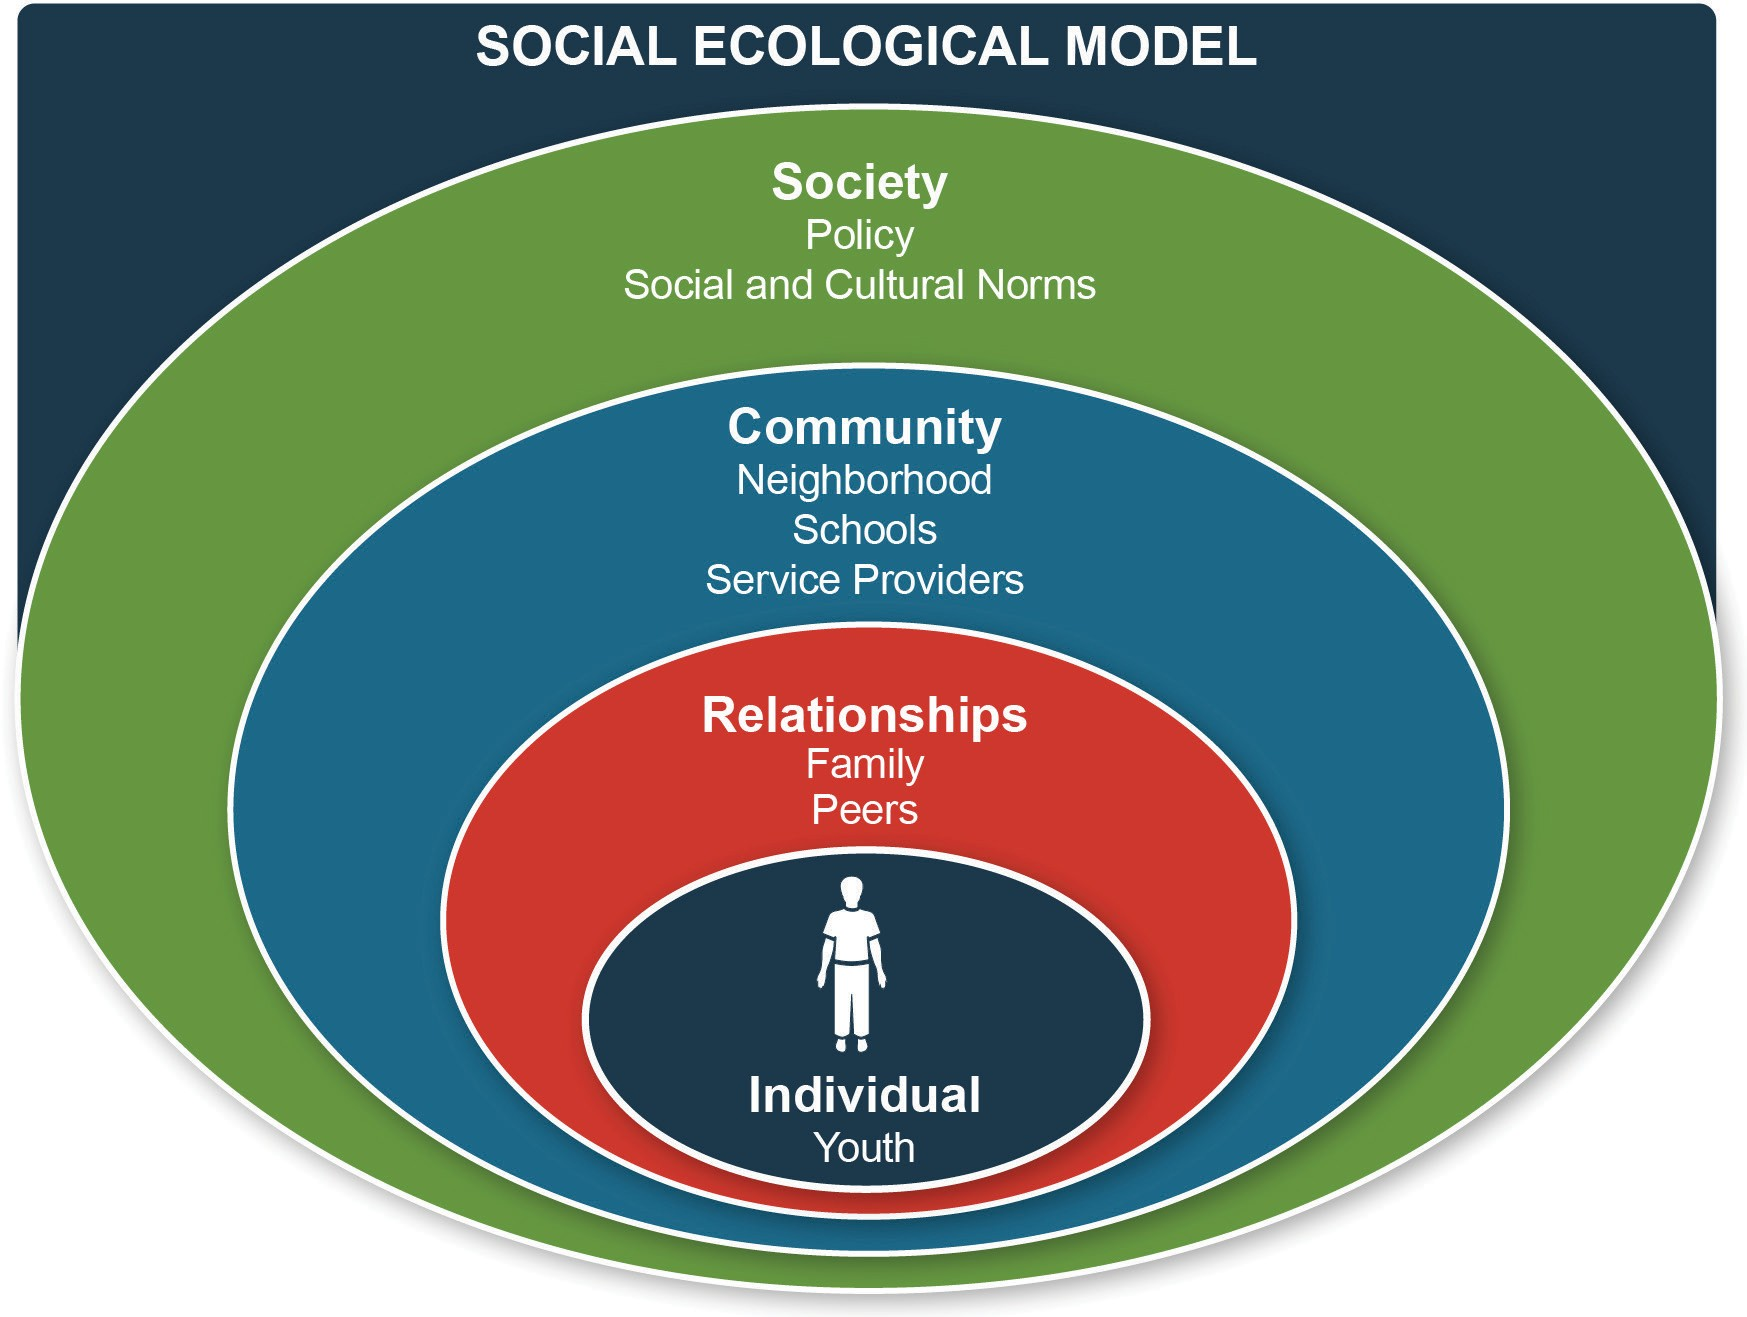 SOCIAL ECOLOGICAL MODEL
Society
Policy
Social and Cultural Norms
Community
Neighborhood
Schools
Service Providers
Relationships
Family
Peers
Individual
Youth